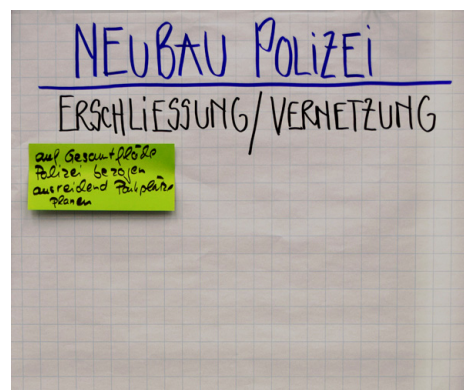 NEUBAU POLIZEI
ERSCHLIESSUNG/VERNETZUNG
auf Gesamtfläche
Polizei bezogen
ausreichend Parkplätze
planen